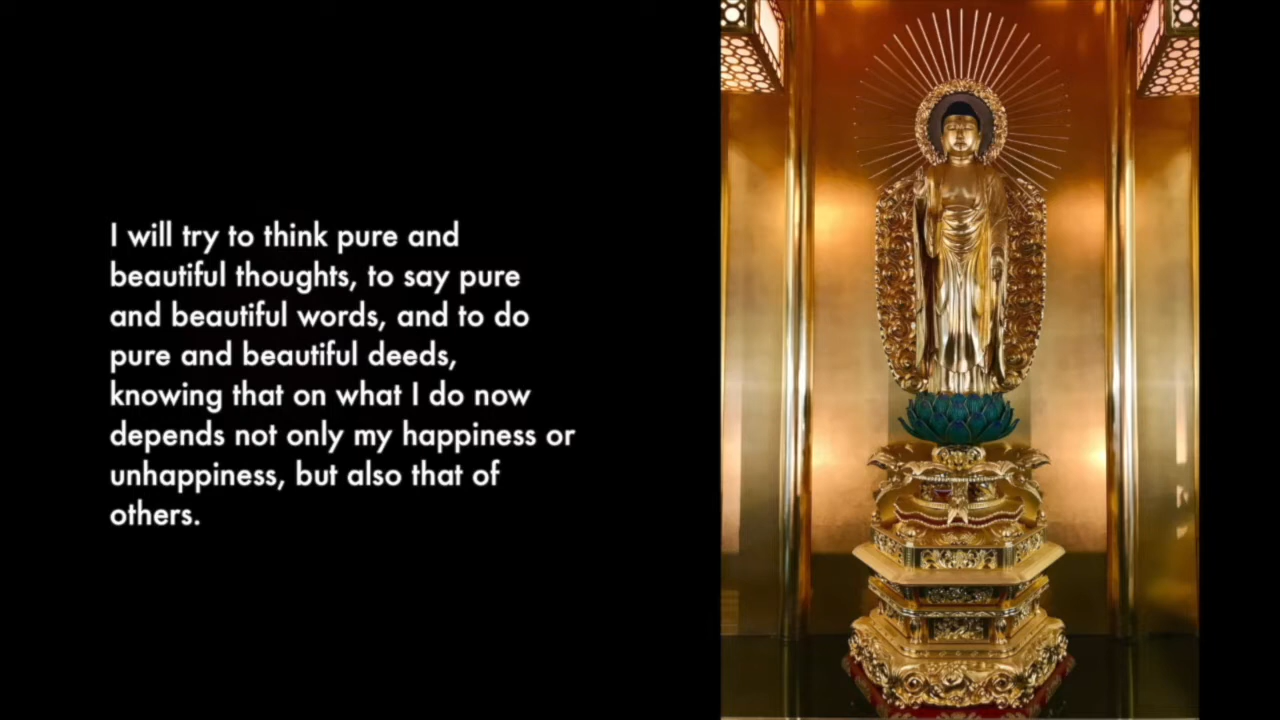 I will try to think pure and
beautiful thoughts, to say pure
and beautiful words, and to do
pure and beautiful deeds,
knowing that on what I do now
depends not only my happiness or
unhappiness, but also that of
others.